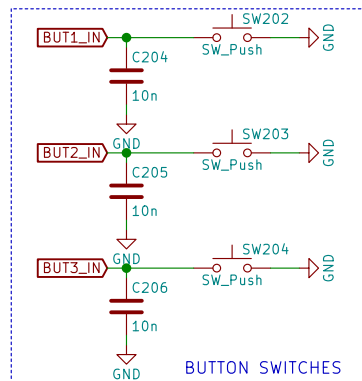 SW202
BUT1_IN
SW_Push
GND
C204
10n
GND
SW203
BUT2_IN
SW_Push
GND
C205
10n
GND
SW204
BUT3_IN
SW_Push
GND
C206
10n
GND
BUTTON SWITCHES